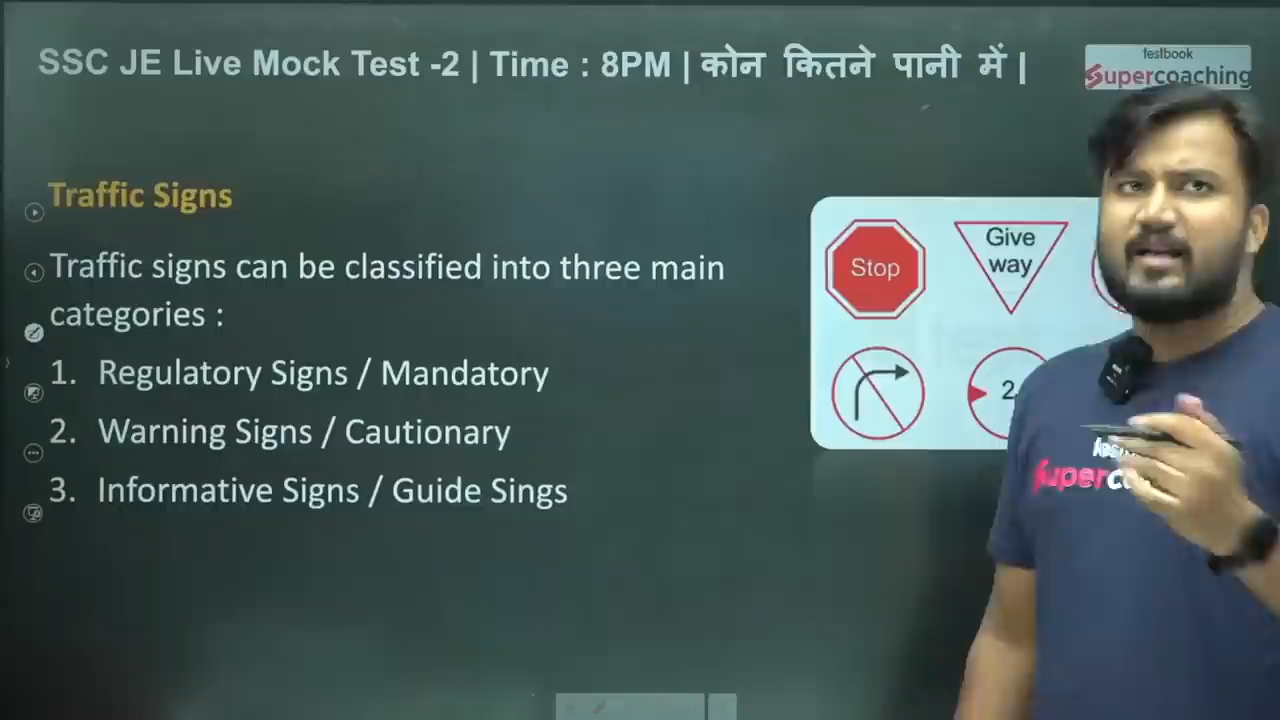 SSC JE Live Mock Test -2 | Time : 8PM | कोन कितने पानी में |
testbook
Supercoaching
Traffic Signs
Traffic signs can be classified into three main
categories :
1. Regulatory Signs / Mandatory
2. Warning Signs / Cautionary
3. Informative Signs / Guide Sings
Stop
Give
way
2
Super